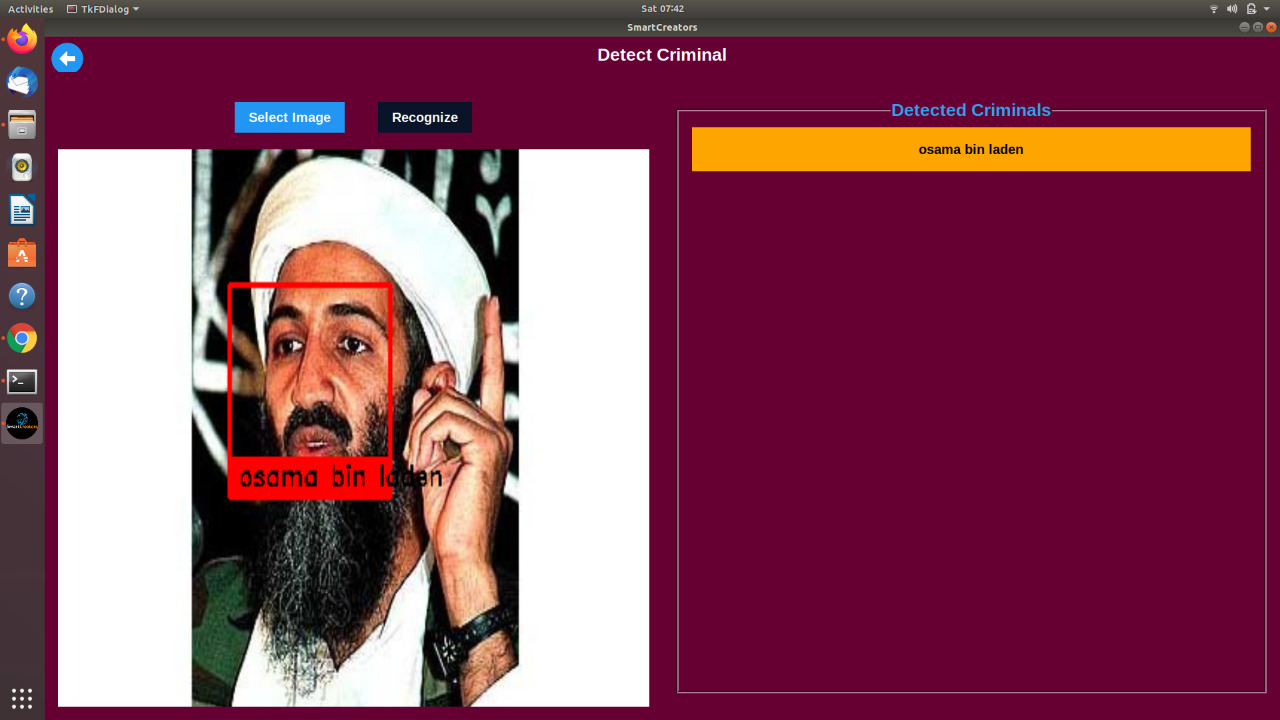 Activities
TkFDialog
Sat 07:42
SmartCreators
Detect Criminal
Select Image
Recognize
Detected Criminals
osama bin laden
osama bin laden